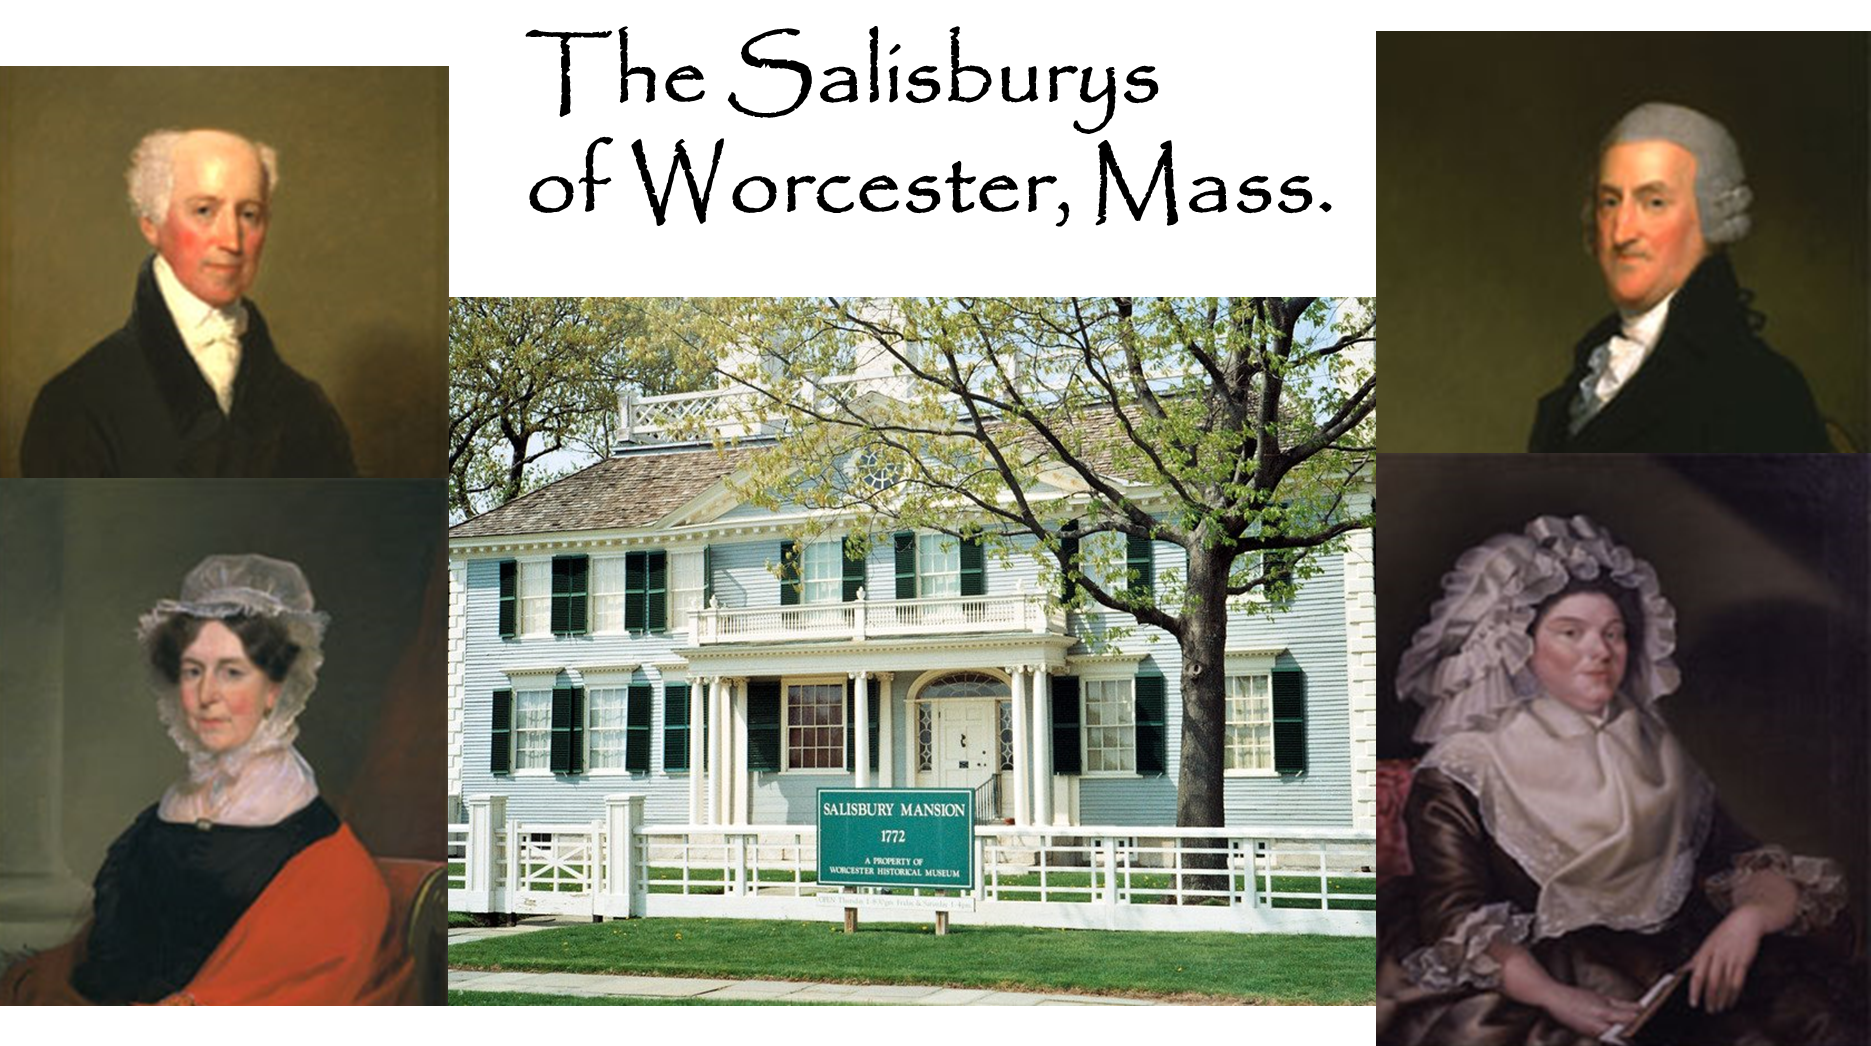 The Salisburys
of Worcester, Mass.
SALISBURY MANSION
1772
A PROPERTY OF
WORCESTER HISTORICAL MUSEUM